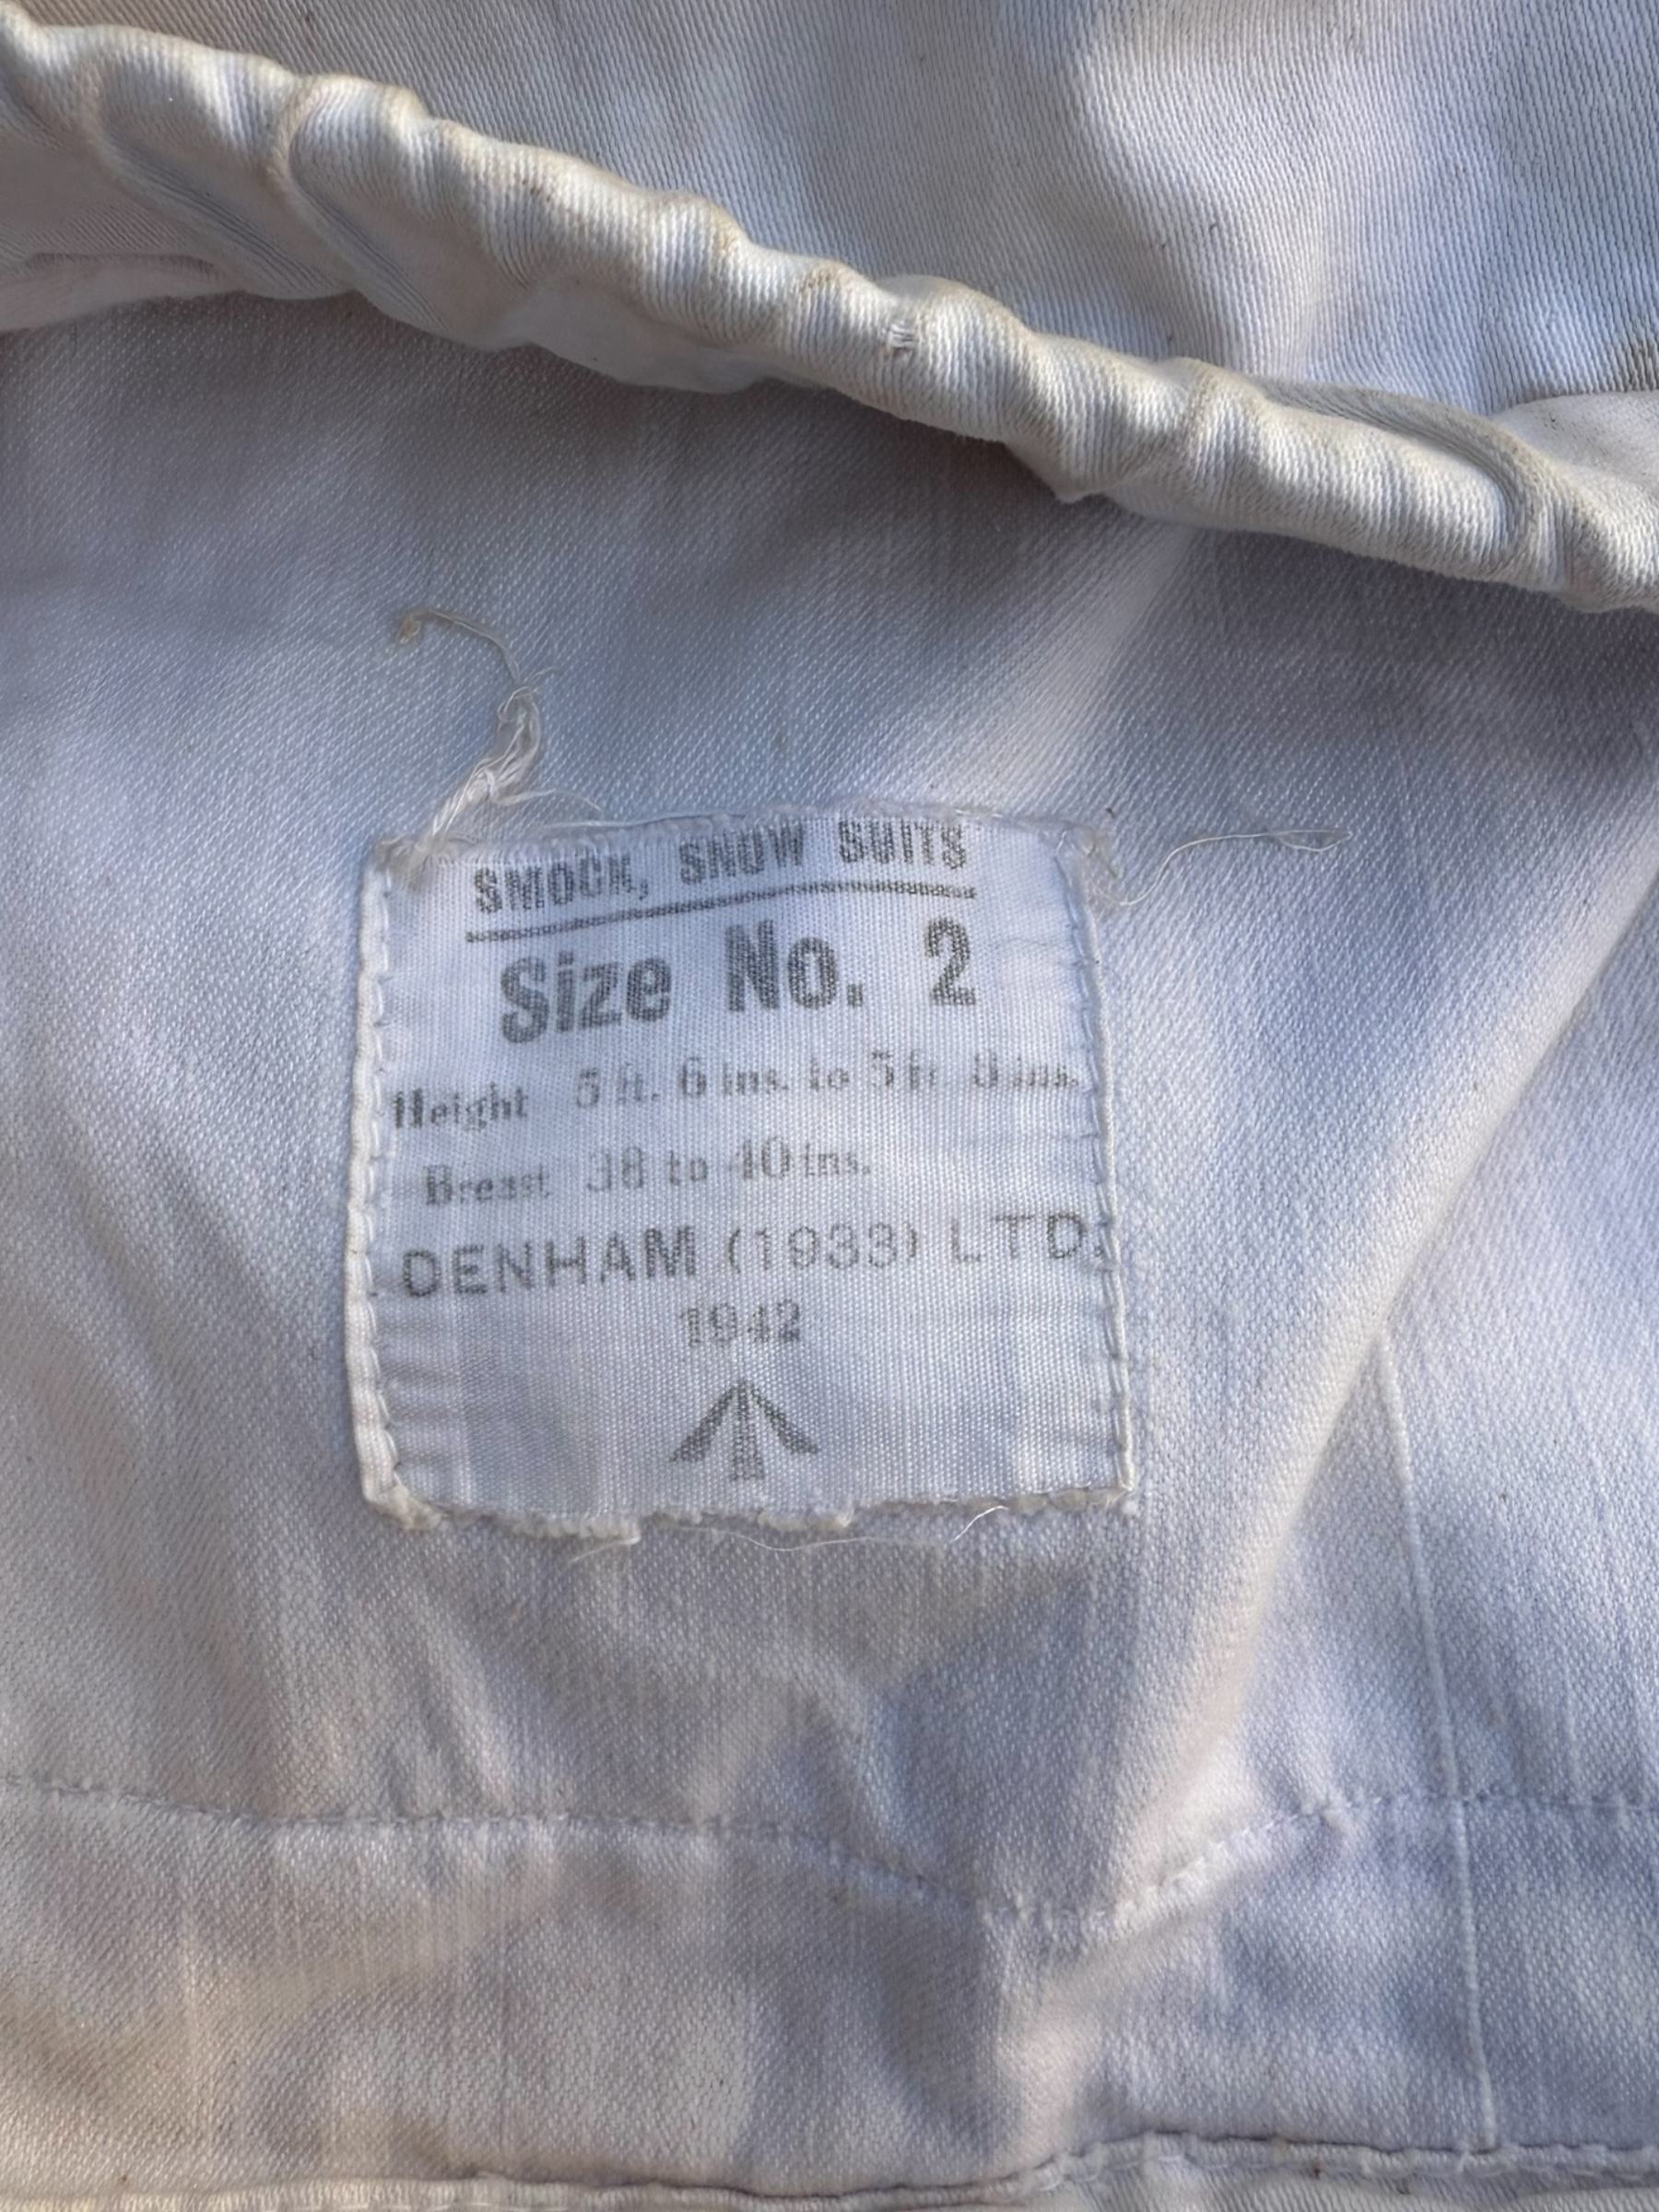 SMOCK, SNOW SUITS
Size No. 2
Height 5 ft. 6 ins. to 5 ft. 8 ins.
Breast 38 to 40 ins.
DENHAM (1933) LTD.
1942